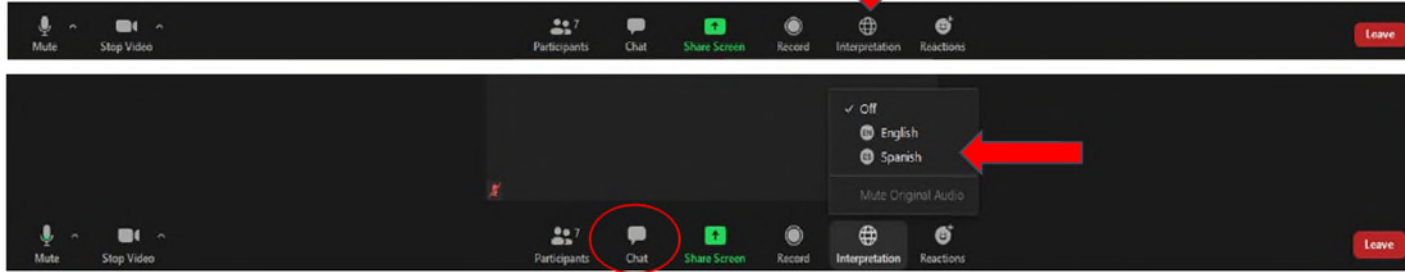 7
Mute Stop Video Participants Chat Share Screen Record Interpretation Reactions Leave
✓ Off
EN English
ES Spanish
Mute Original Audio
7
Mute Stop Video Participants Chat Share Screen Record Interpretation Reactions Leave